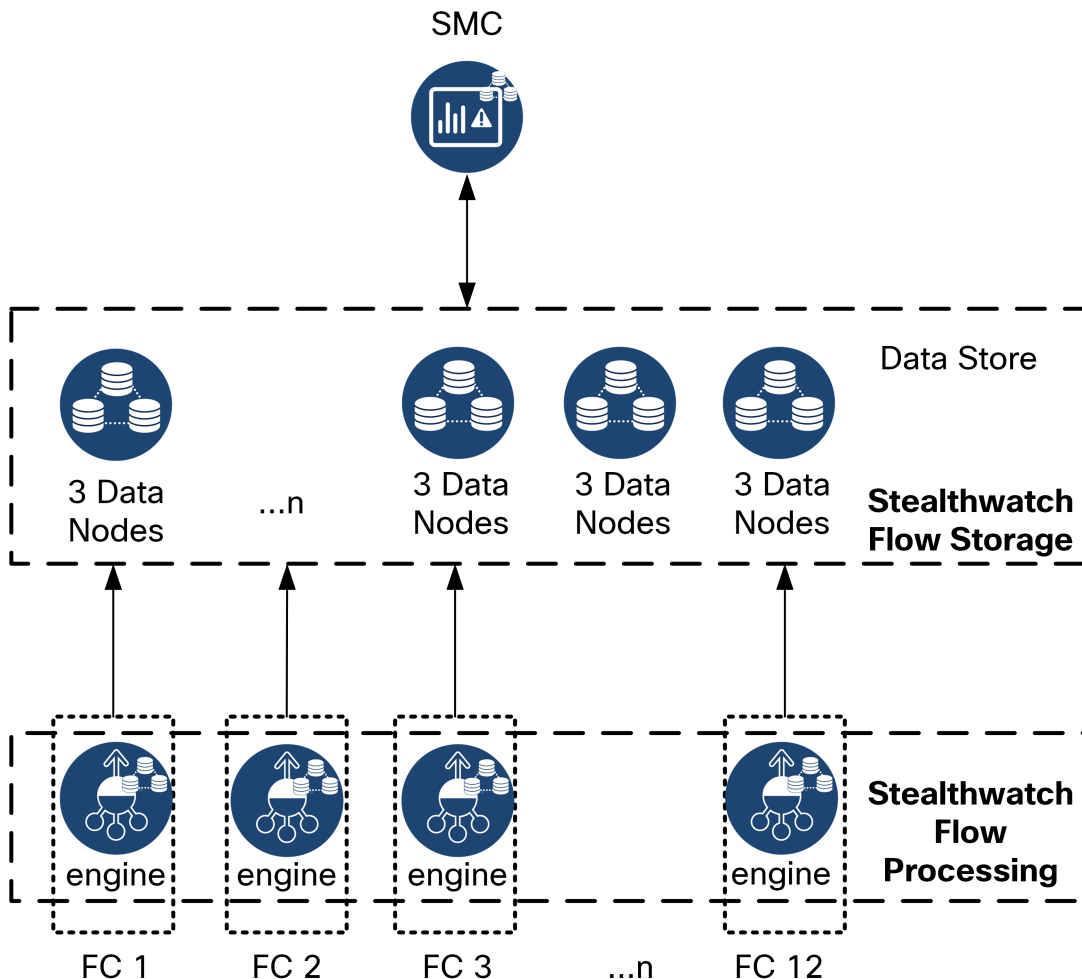 SMC
Data Store
3 Data
Nodes
...n
3 Data
Nodes
3 Data
Nodes
3 Data
Nodes
Stealthwatch
Flow Storage
engine
engine
engine
engine
Stealthwatch
Flow
Processing
FC 1
FC 2
FC 3
...n
FC 12